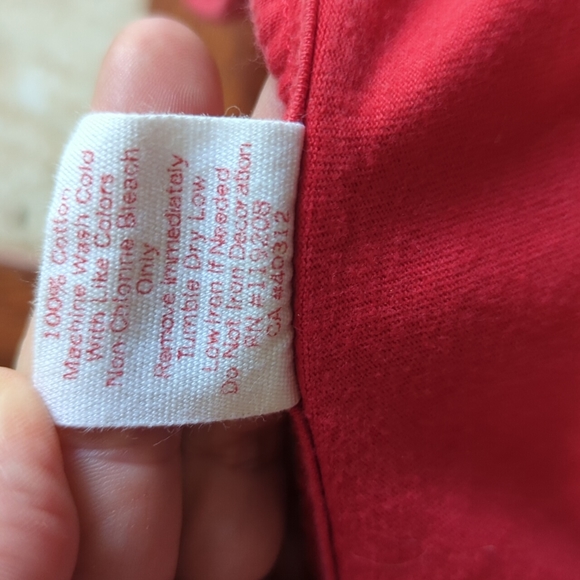 100% Cotton
Machine Wash Cold
With Like Colors
Non Chlorine Bleach
Only
Remove Immediately
Tumble Dry Low
Low Iron If Needed
Do Not Iron Decoration
RN #
CA #40312